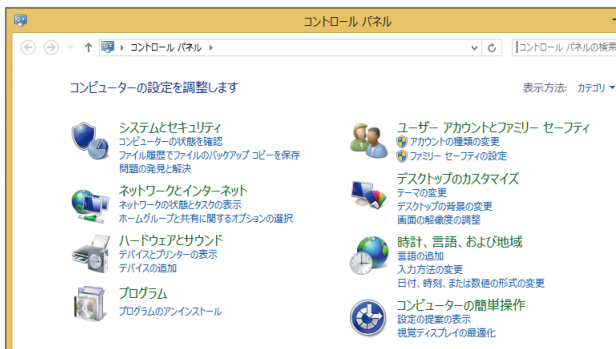 コントロール パネル
コントロール パネル
コントロール パネルの検索
コンピューターの設定を調整します
表示方法: カテゴリ
システムとセキュリティ
コンピューターの状態を確認
ファイル履歴でファイルのバックアップ コピーを保存
問題の発見と解決
ネットワークとインターネット
ネットワークの状態とタスクの表示
ホームグループと共有に関するオプションの選択
ハードウェアとサウンド
デバイスとプリンターの表示
デバイスの追加
プログラム
プログラムのアンインストール
ユーザー アカウントとファミリー セーフティ
アカウントの種類の変更
ファミリー セーフティの設定
デスクトップのカスタマイズ
テーマの変更
デスクトップの背景の変更
画面の解像度の調整
時計、言語、および地域
言語の追加
入力方法の変更
日付、時刻、または数値の形式の変更
コンピューターの簡単操作
設定の提案の表示
視覚ディスプレイの最適化